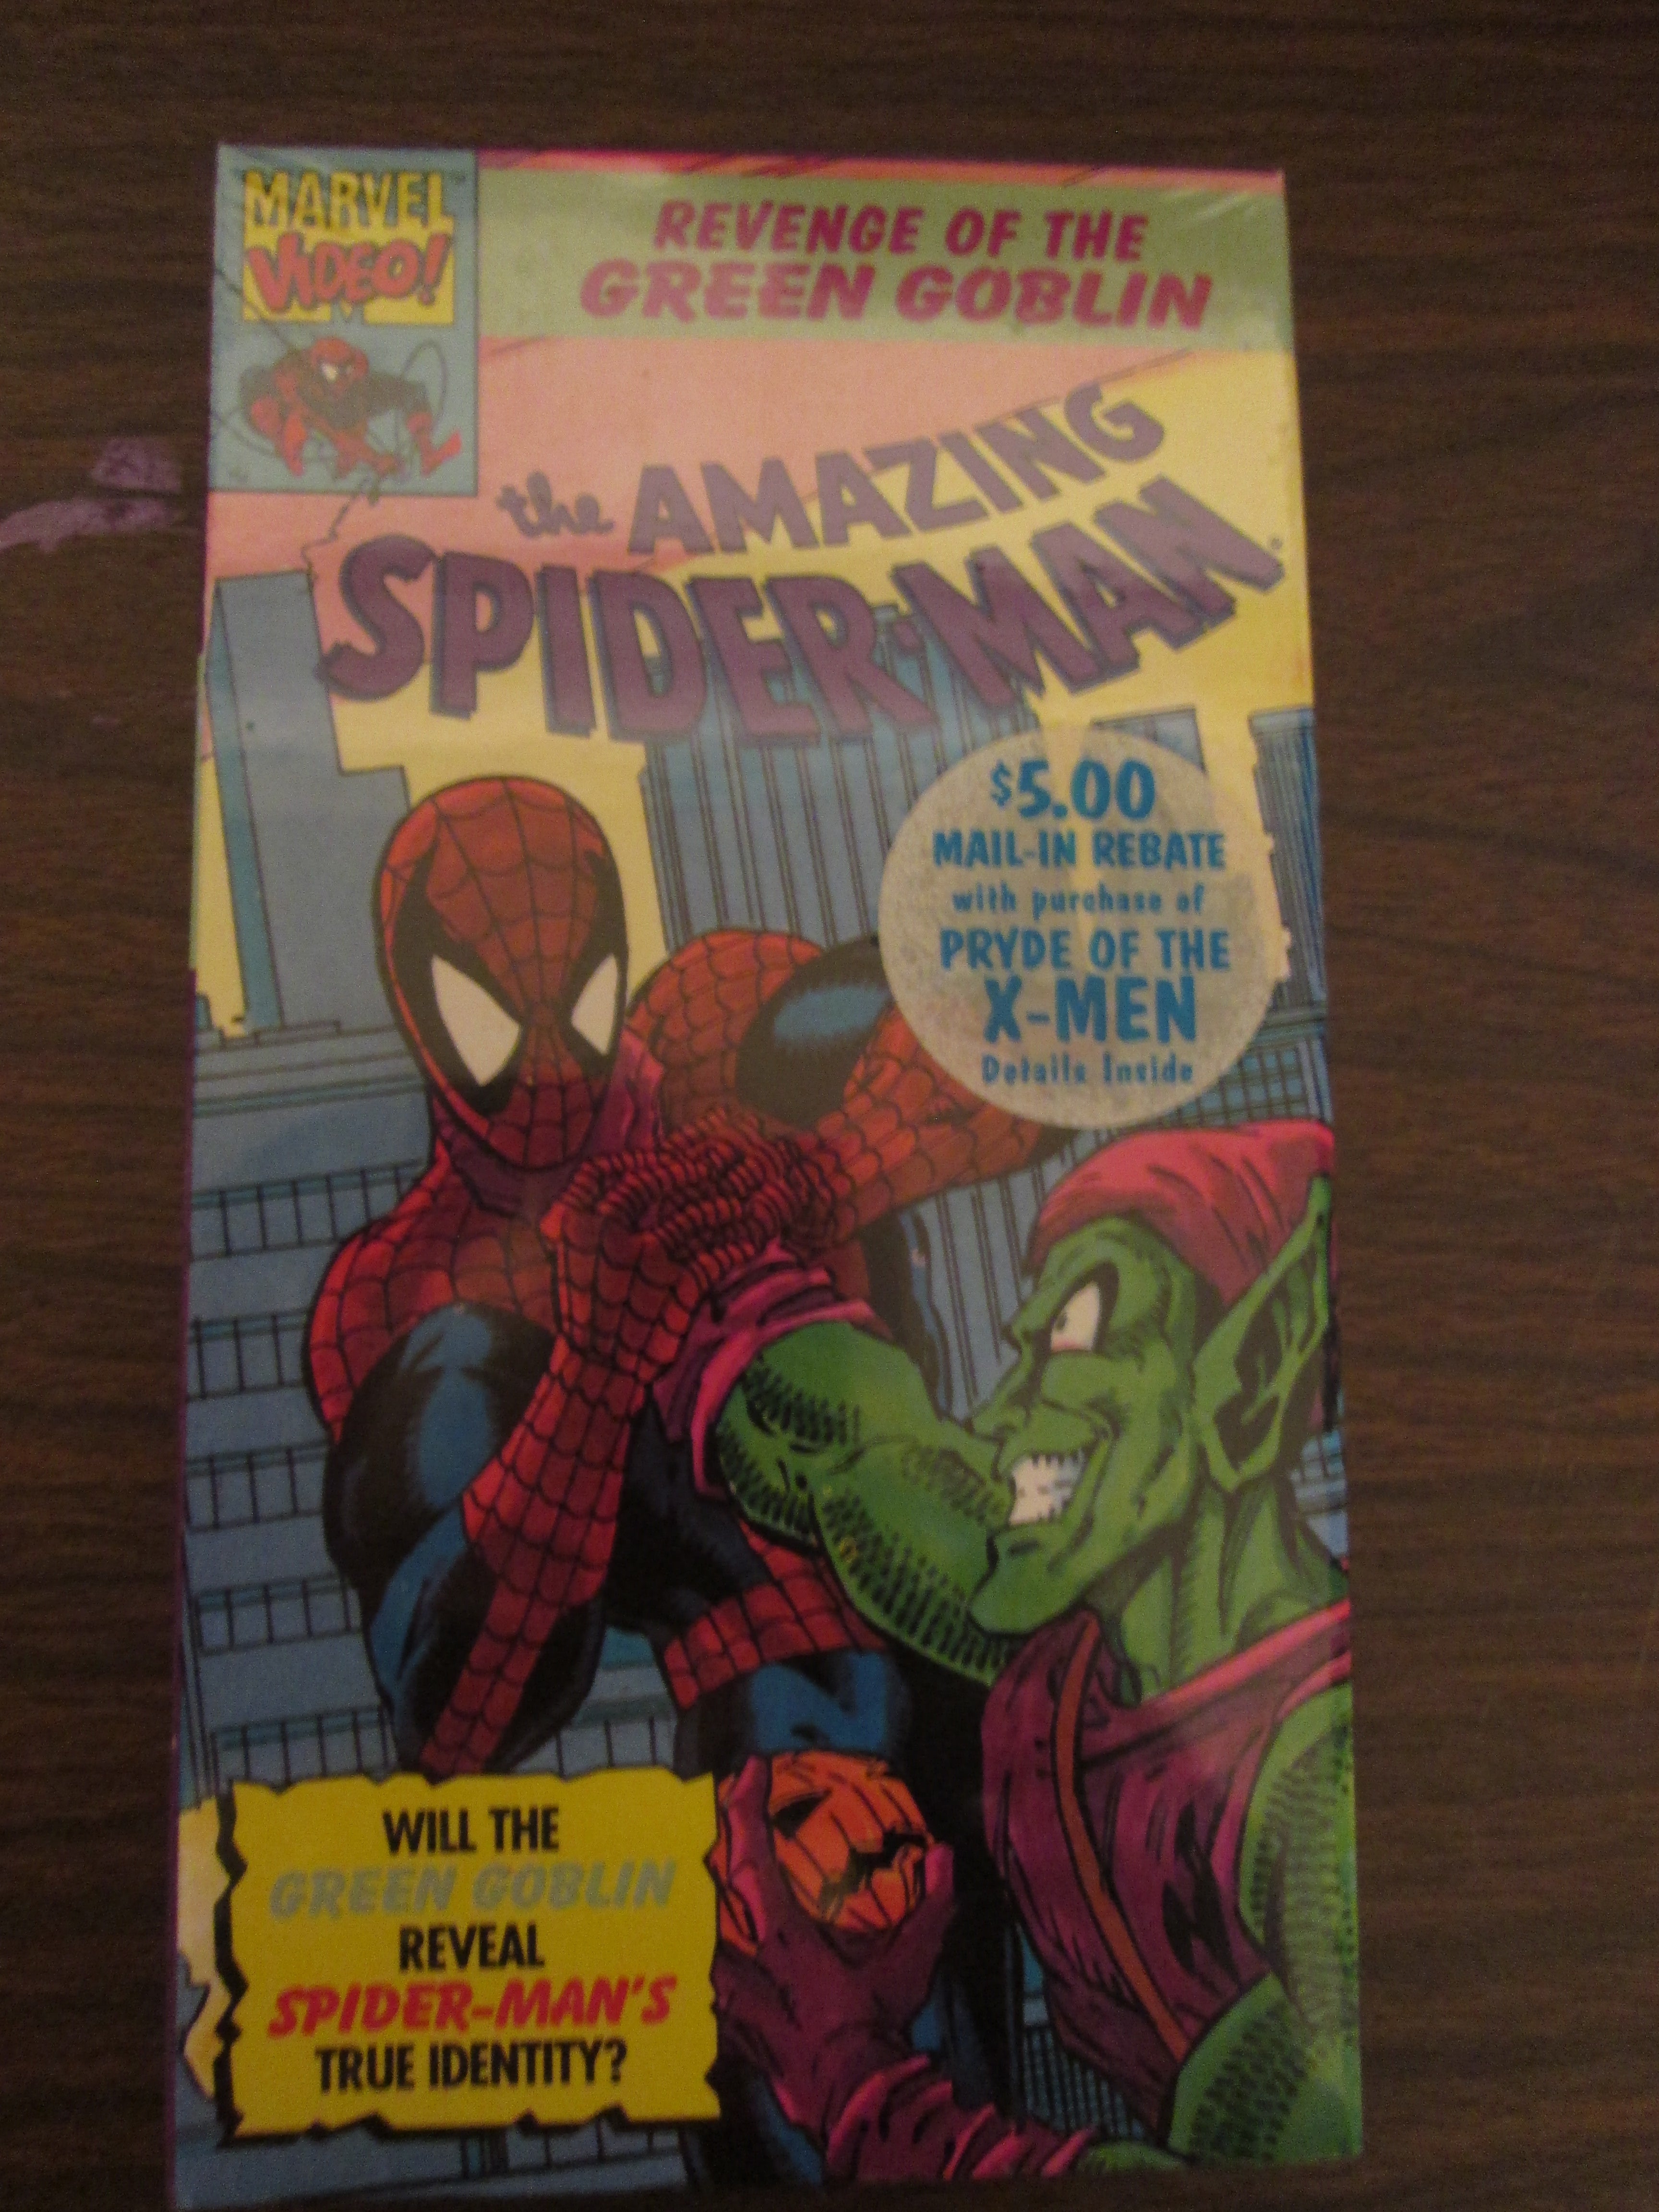 MARVEL™
VIDEO!
REVENGE OF THE
GREEN GOBLIN
the AMAZING
SPIDER-MAN®
$5.00
MAIL-IN REBATE
with purchase of
PRYDE OF THE
X-MEN
Details Inside
WILL THE
GREEN GOBLIN
REVEAL
SPIDER-MAN'S
TRUE IDENTITY?